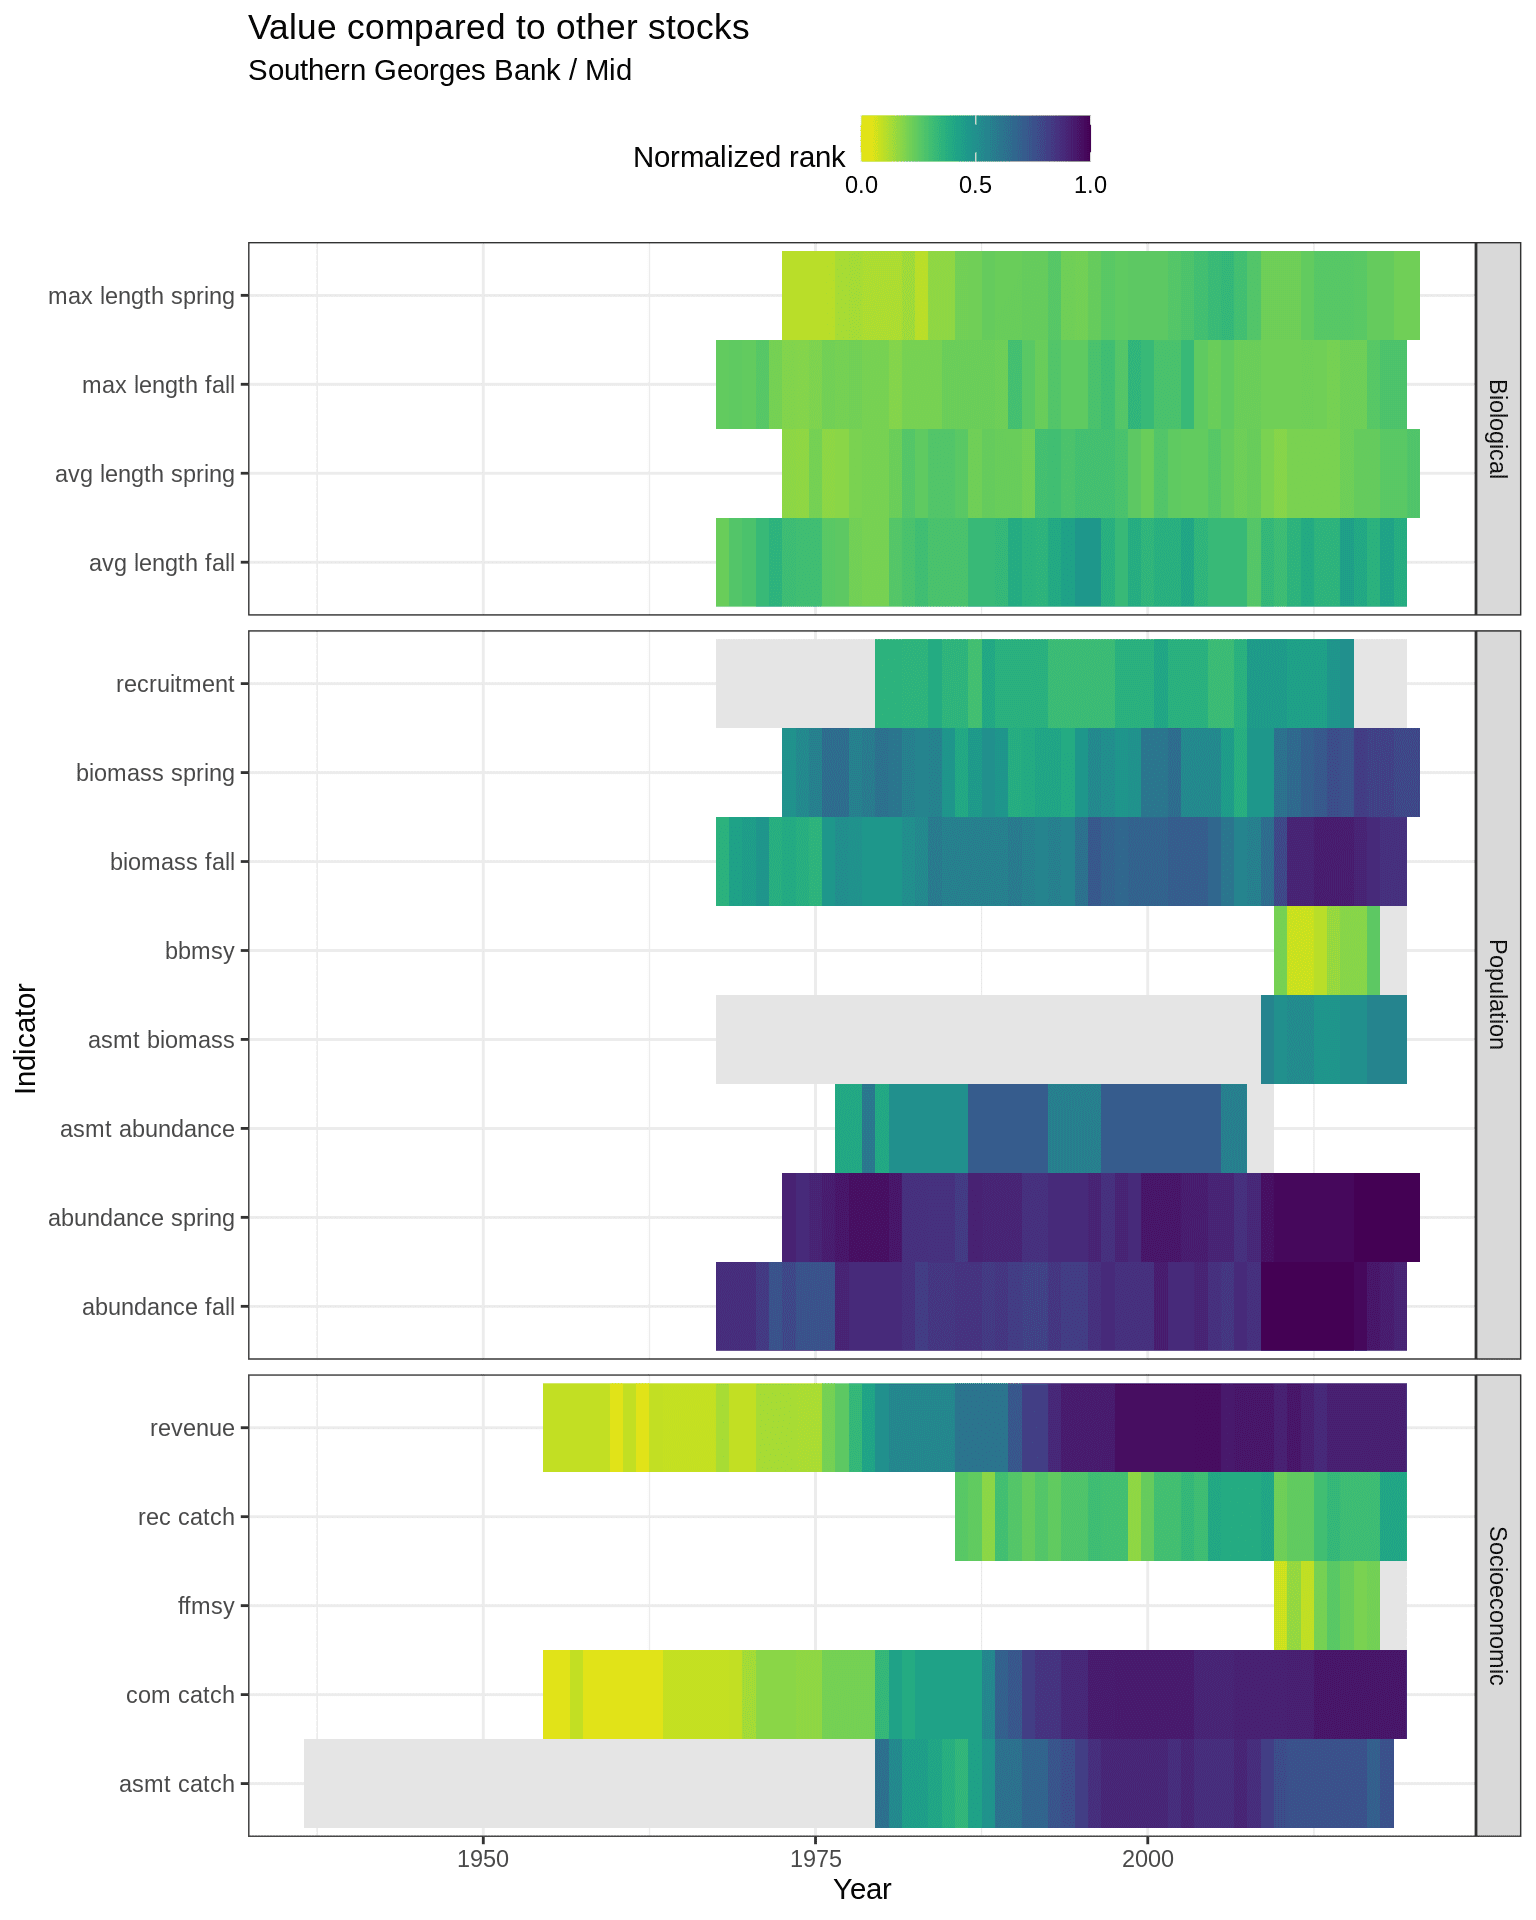 Value compared to other stocks
Southern Georges Bank / Mid
Normalized rank
0.0 0.5 1.0
max length spring
max length fall
avg length spring
avg length fall
Biological
recruitment
biomass spring
biomass fall
bbmsy
asmt biomass
asmt abundance
abundance spring
abundance fall
Population
Indicator
revenue
rec catch
ffmsy
com catch
asmt catch
Socioeconomic
1950 1975 2000
Year